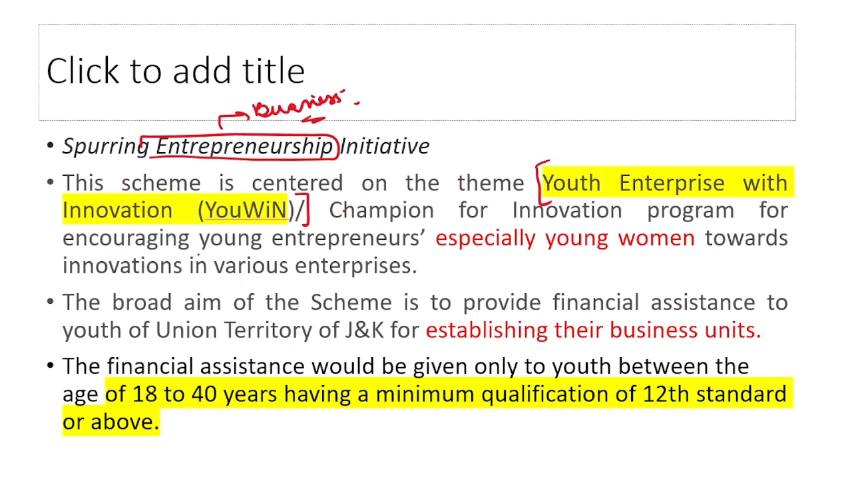 Click to add title
Business
• Spurring Entrepreneurship Initiative
• This scheme is centered on the theme Youth Enterprise with
Innovation (YouWiN)/ Champion for Innovation program for
encouraging young entrepreneurs’ especially young women towards
innovations in various enterprises.
• The broad aim of the Scheme is to provide financial assistance to
youth of Union Territory of J&K for establishing their business units.
• The financial assistance would be given only to youth between the
age of 18 to 40 years having a minimum qualification of 12th standard
or above.